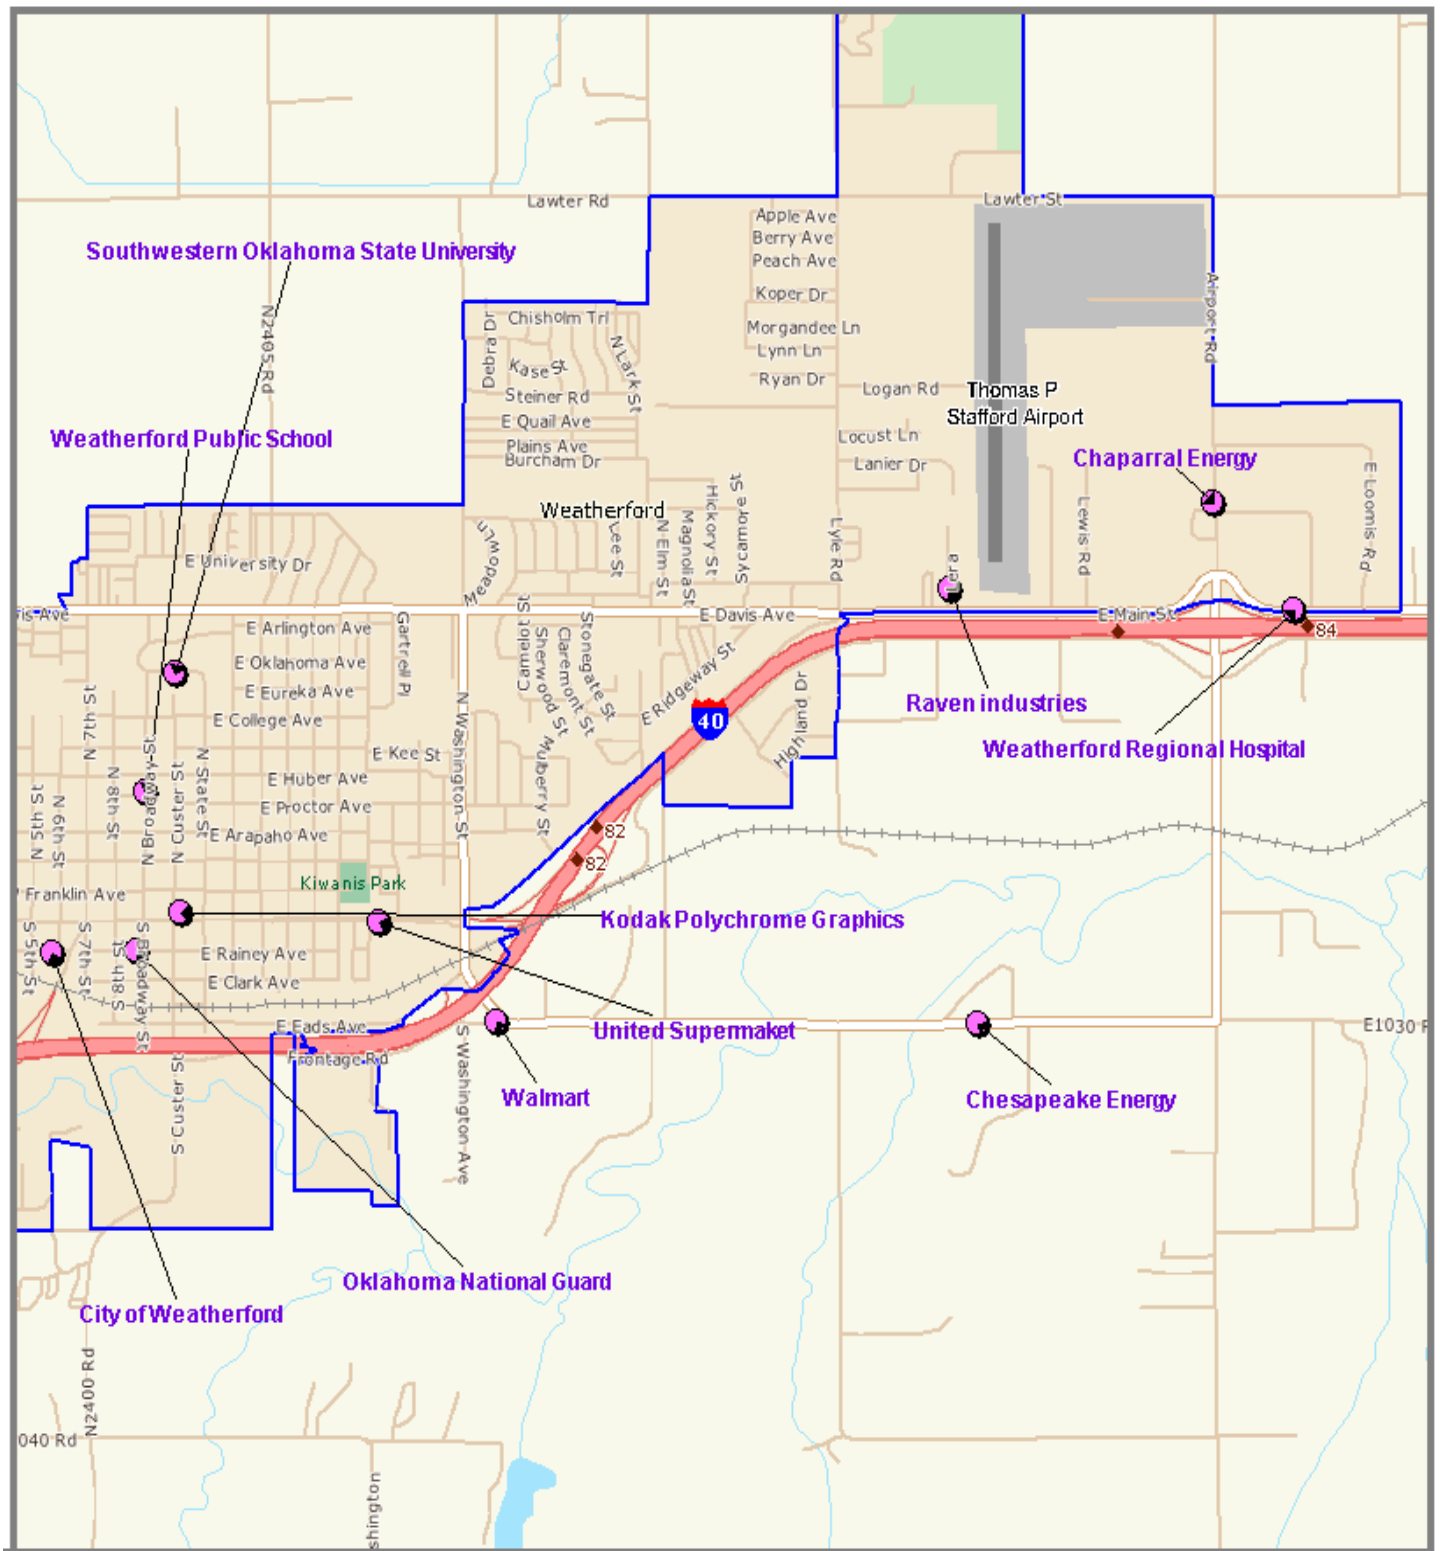 Lawter Rd
Lawter St
Apple Ave
Berry Ave
Peach Ave
Koper Dr
Morgandee Ln
Lynn Ln
Ryan Dr
Logan Rd
Locust Ln
Lanier Dr
Lyle Rd
Airport Rd
Thomas P
Stafford Airport
Southwestern Oklahoma State University
N2405 Rd
Debra Dr
Chisholm Trl
N Lark St
Kase St
Steiner Rd
E Quail Ave
Plains Ave
Burcham Dr
Weatherford Public School
Chaparral Energy
E Loomis Rd
Lewis Rd
Weatherford
Meadow Ln
Lee St
N Elm St
Magnolia St
Hickory St
Sycamore St
E University Dr
is Ave
E Davis Ave
E Main St
84
E Arlington Ave
E Oklahoma Ave
E Eureka Ave
E College Ave
Gartrell Pl
Camelot St
Sherwood St
Claremont St
Stonegate St
E Ridgeway St
40
Highland Dr
Raven industries
Weatherford Regional Hospital
N 7th St
N Washington St
E Kee St
Mulberry St
N 5th St
N 6th St
N 8th St
N Broadway St
N Custer St
N State St
E Huber Ave
E Proctor Ave
E Arapaho Ave
82
82
Franklin Ave
Kiwanis Park
Kodak Polychrome Graphics
S 5th St
S 7th St
S 8th St
S Broadway St
E Rainey Ave
E Clark Ave
E Eads Ave
Frontage Rd
United Supermaket
E1030 R
S Custer St
S Washington Ave
Walmart
Chesapeake Energy
Oklahoma National Guard
City of Weatherford
N2400 Rd
040 Rd
shington